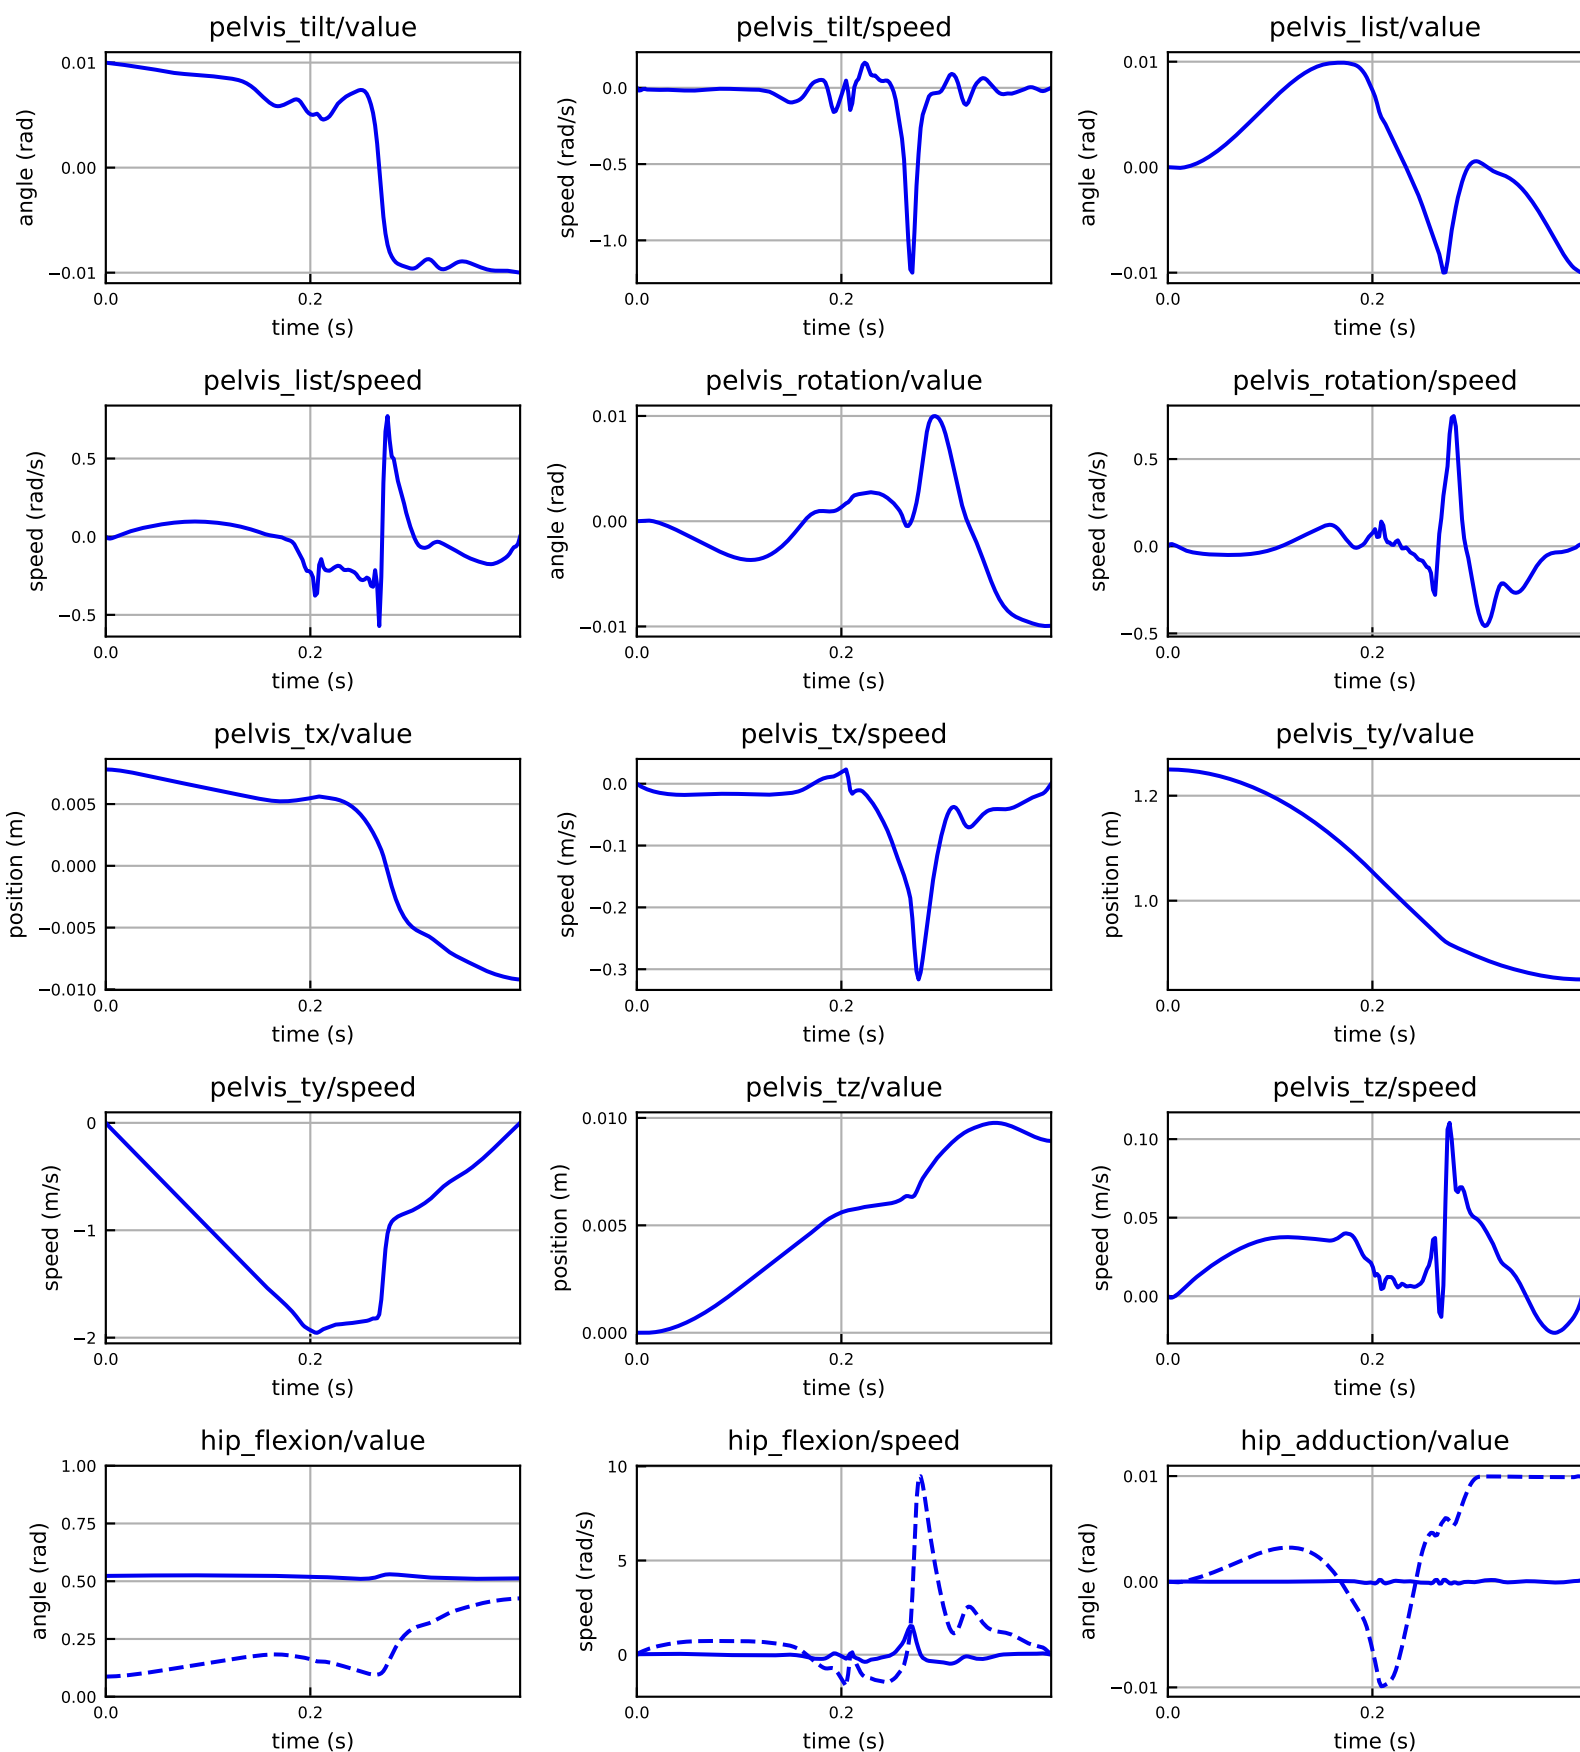 pelvis_tilt/value
pelvis_tilt/speed
pelvis_list/value
0.01
0.00
−0.01
angle (rad)
0.0
0.2
time (s)
0.0
−0.5
−1.0
speed (rad/s)
0.0
0.2
time (s)
0.01
0.00
−0.01
angle (rad)
0.0
0.2
time (s)
pelvis_list/speed
pelvis_rotation/value
pelvis_rotation/speed
0.5
0.0
−0.5
speed (rad/s)
0.0
0.2
time (s)
0.01
0.00
−0.01
angle (rad)
0.0
0.2
time (s)
0.5
0.0
−0.5
speed (rad/s)
0.0
0.2
time (s)
pelvis_tx/value
pelvis_tx/speed
pelvis_ty/value
0.005
0.000
−0.005
−0.010
position (m)
0.0
0.2
time (s)
0.0
−0.1
−0.2
−0.3
speed (m/s)
0.0
0.2
time (s)
1.2
1.0
position (m)
0.0
0.2
time (s)
pelvis_ty/speed
pelvis_tz/value
pelvis_tz/speed
0
−1
−2
speed (m/s)
0.0
0.2
time (s)
0.010
0.005
0.000
position (m)
0.0
0.2
time (s)
0.10
0.05
0.00
speed (m/s)
0.0
0.2
time (s)
hip_flexion/value
hip_flexion/speed
hip_adduction/value
1.00
0.75
0.50
0.25
0.00
angle (rad)
0.0
0.2
time (s)
10
5
0
speed (rad/s)
0.0
0.2
time (s)
0.01
0.00
−0.01
angle (rad)
0.0
0.2
time (s)